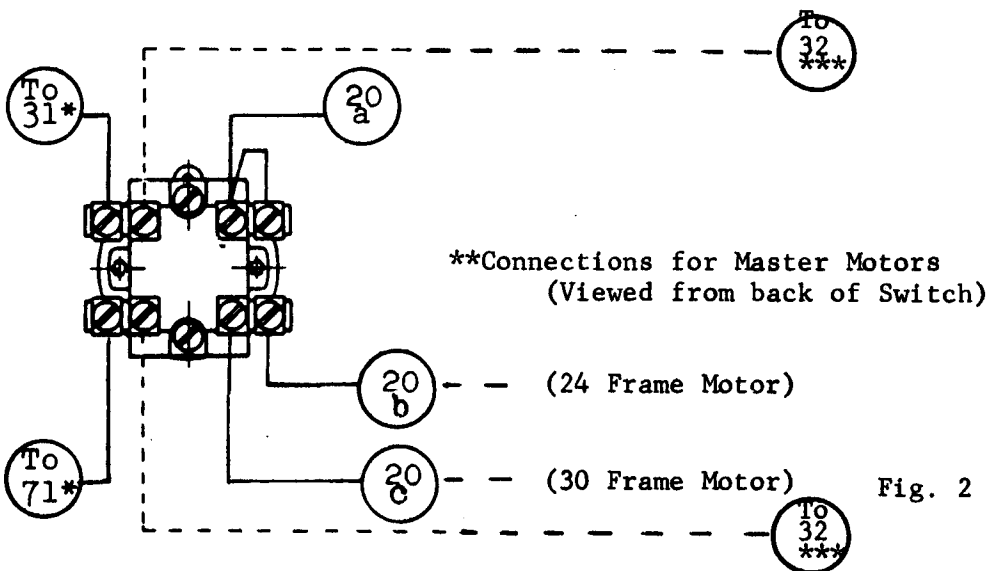 To
32
***
To
31*
20
a
**Connections for Master Motors
(Viewed from back of Switch)
20
b
(24 Frame Motor)
To
71*
20
c
(30 Frame Motor)
Fig. 2
To
32
***